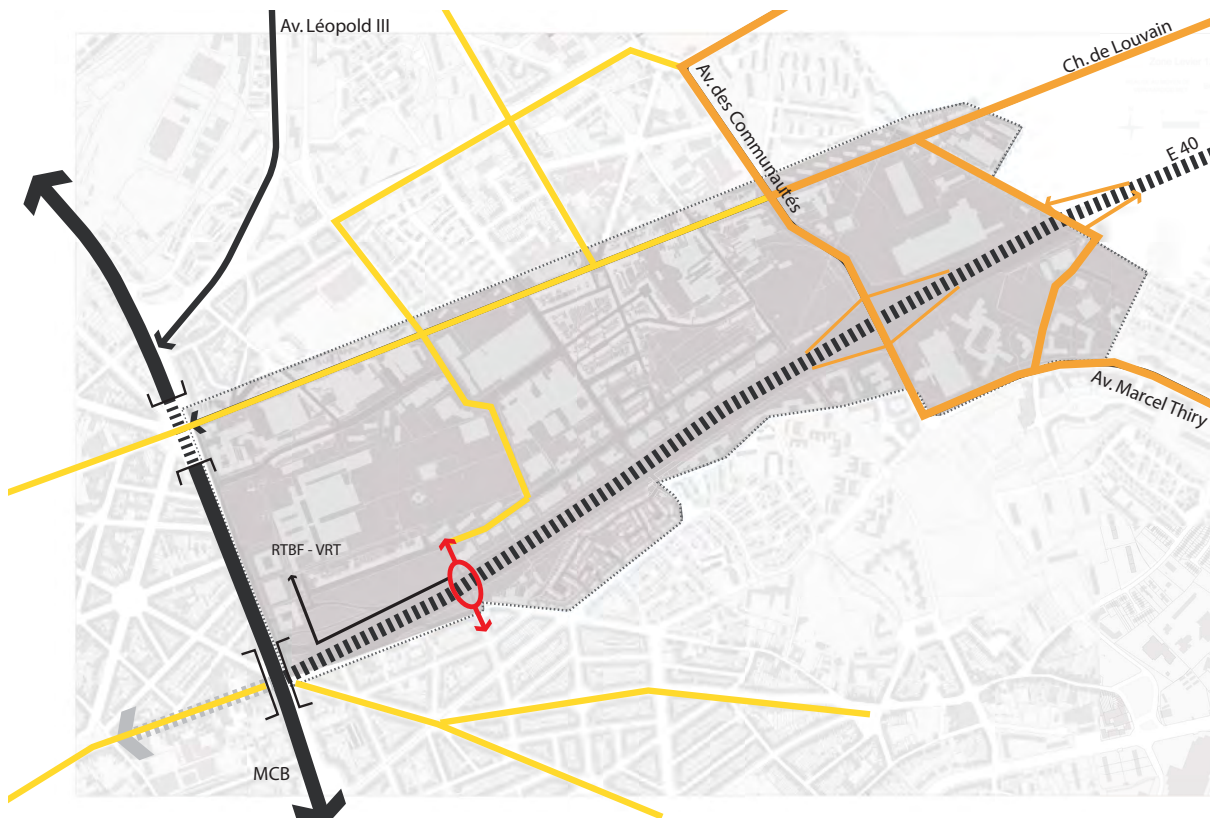 Av. Léopold III
Ch. de Louvain
Av. des Communautés
E 40
Av. Marcel Thiry
RTBF - VRT
MCB